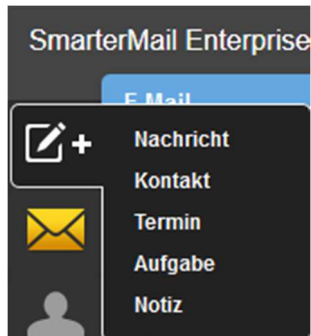 SmarterMail Enterprise
E-Mail
Nachricht
Kontakt
Termin
Aufgabe
Notiz